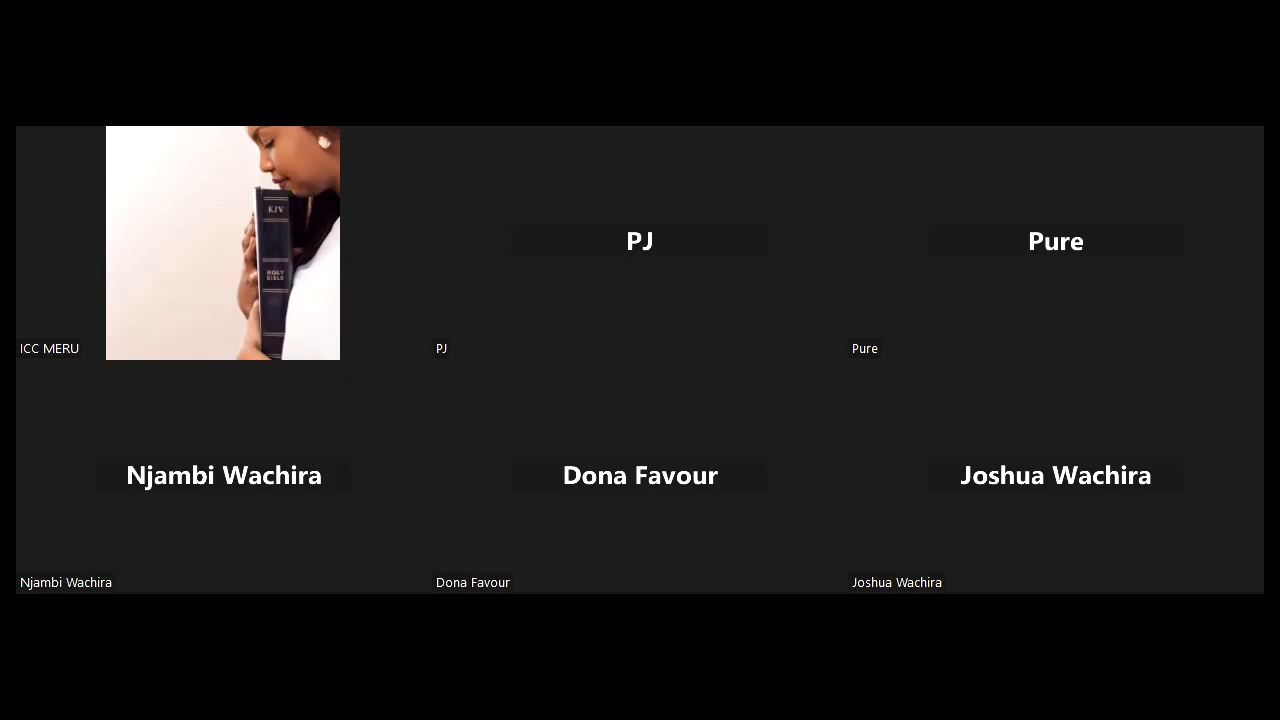 KJV
HOLY
BIBLE
ICC MERU
PJ
PJ
Pure
Pure
Njambi Wachira
Njambi Wachira
Dona Favour
Dona Favour
Joshua Wachira
Joshua Wachira